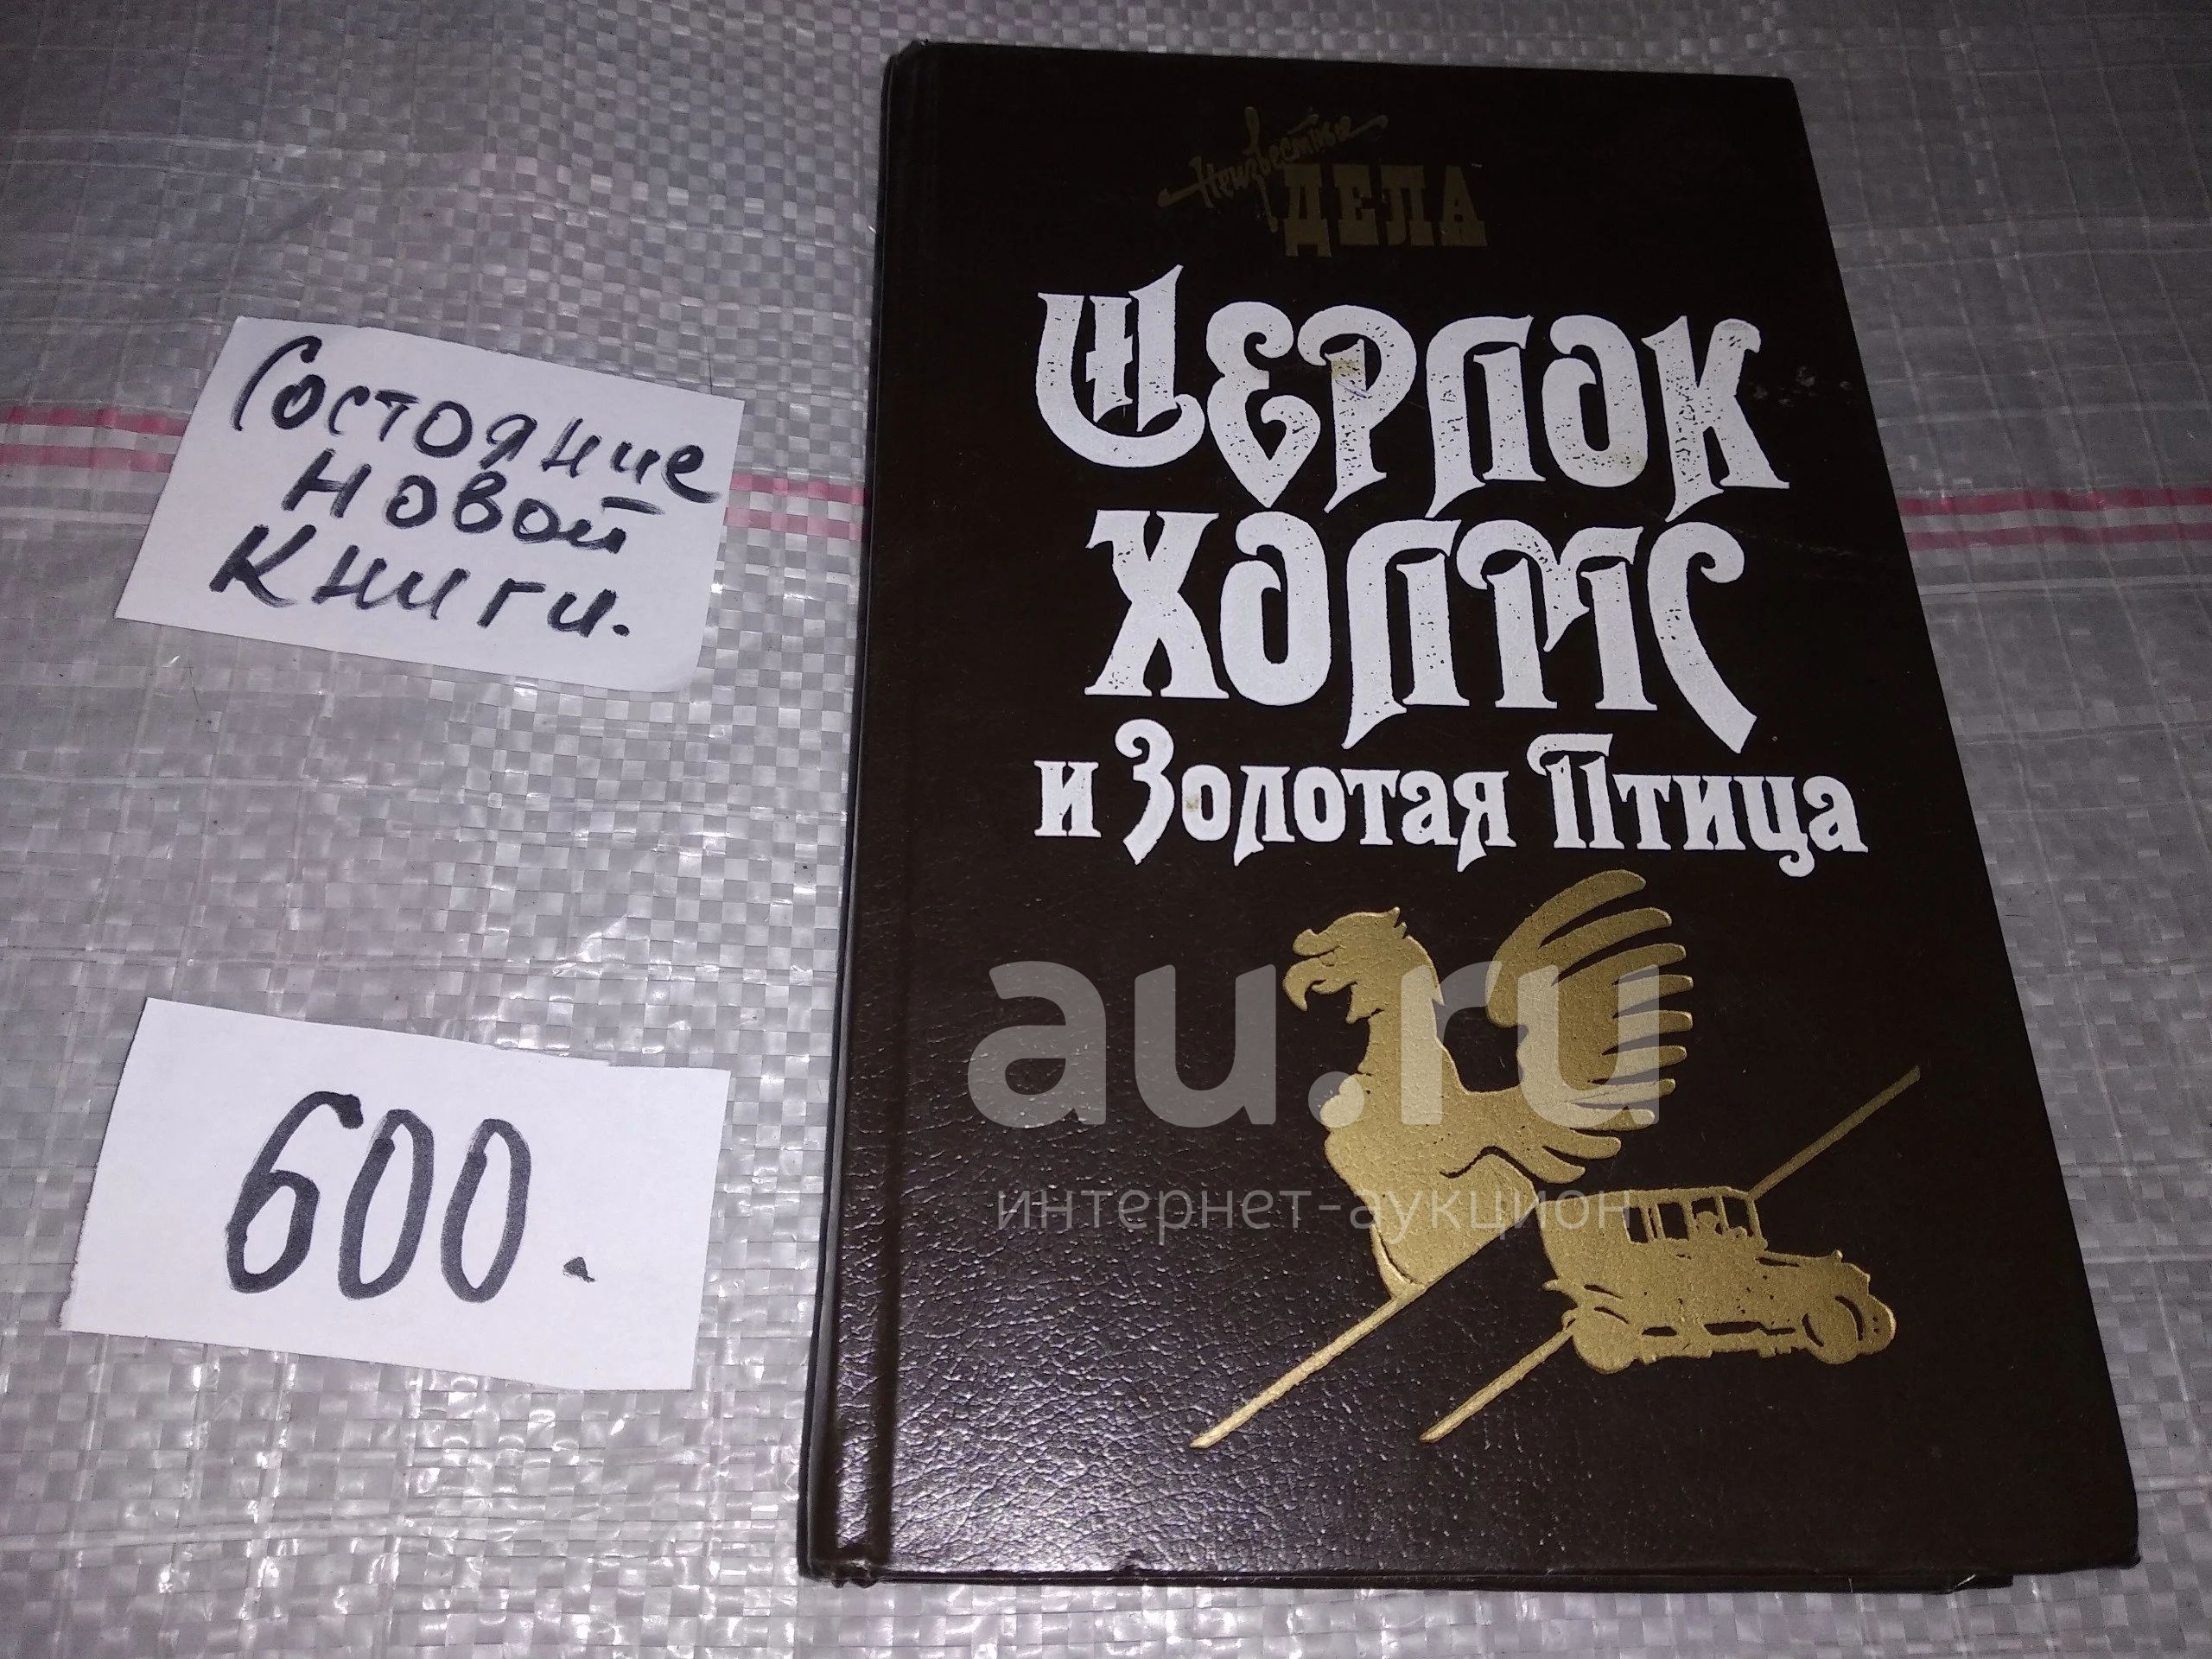 Состояние
новой
книги.
600.
Неизвестные
ДЕЛА
ШЕРЛОК
ХОЛМС
и Золотая Птица
au.ru
интернет-аукцион